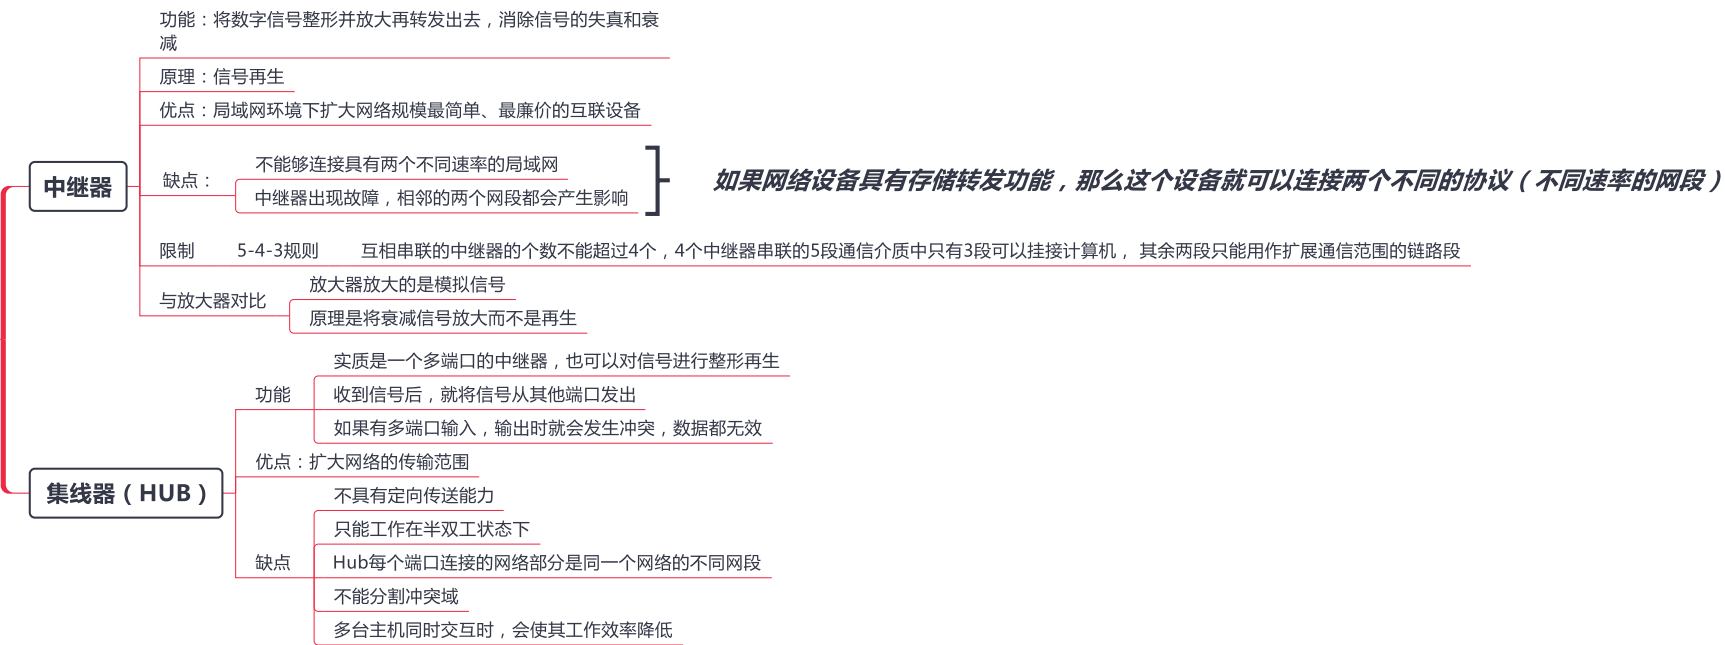 功能：将数字信号整形并放大再转发出去，消除信号的失真和衰
减
原理：信号再生
优点：局域网环境下扩大网络规模最简单、最廉价的互联设备
中继器
缺点：
不能够连接具有两个不同速率的局域网
中继器出现故障，相邻的两个网段都会产生影响
如果网络设备具有存储转发功能，那么这个设备就可以连接两个不同的协议（不同速率的网段）
限制 5-4-3规则 互相串联的中继器的个数不能超过4个，4个中继器串联的5段通信介质中只有3段可以挂接计算机， 其余两段只能用作扩展通信范围的链路段
与放大器对比
放大器放大的是模拟信号
原理是将衰减信号放大而不是再生
集线器（HUB）
功能
实质是一个多端口的中继器，也可以对信号进行整形再生
收到信号后，就将信号从其他端口发出
如果有多端口输入，输出时就会发生冲突，数据都无效
优点：扩大网络的传输范围
缺点
不具有定向传送能力
只能工作在半双工状态下
Hub每个端口连接的网络部分是同一个网络的不同网段
不能分割冲突域
多台主机同时交互时，会使其工作效率降低